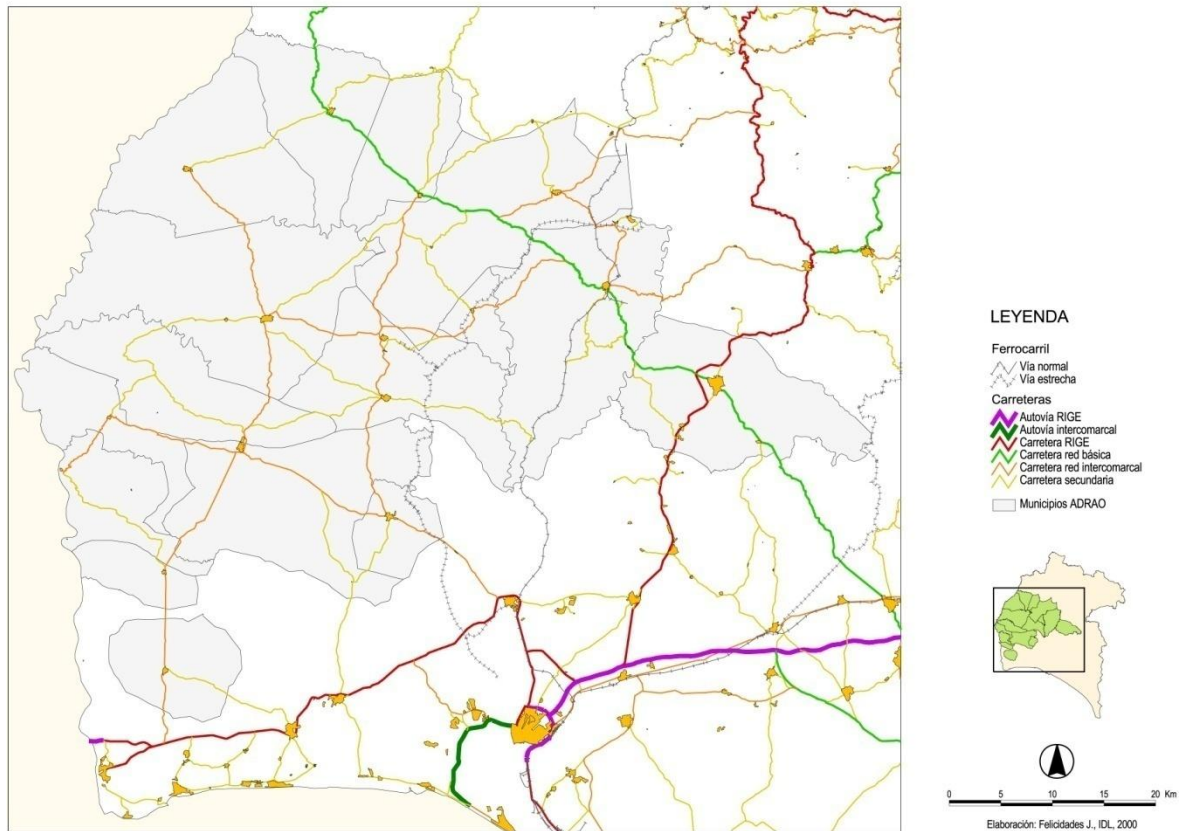 LEYENDA
Ferrocarril
Vía normal
Vía estrecha
Carreteras
Autovía RIGE
Autovía intercomarcal
Carretera RIGE
Carretera red básica
Carretera red intercomarcal
Carretera secundaria
Municipios ADRAO
0 5 10 15 20 Km
Elaboración: Felicidades J., IDL, 2000